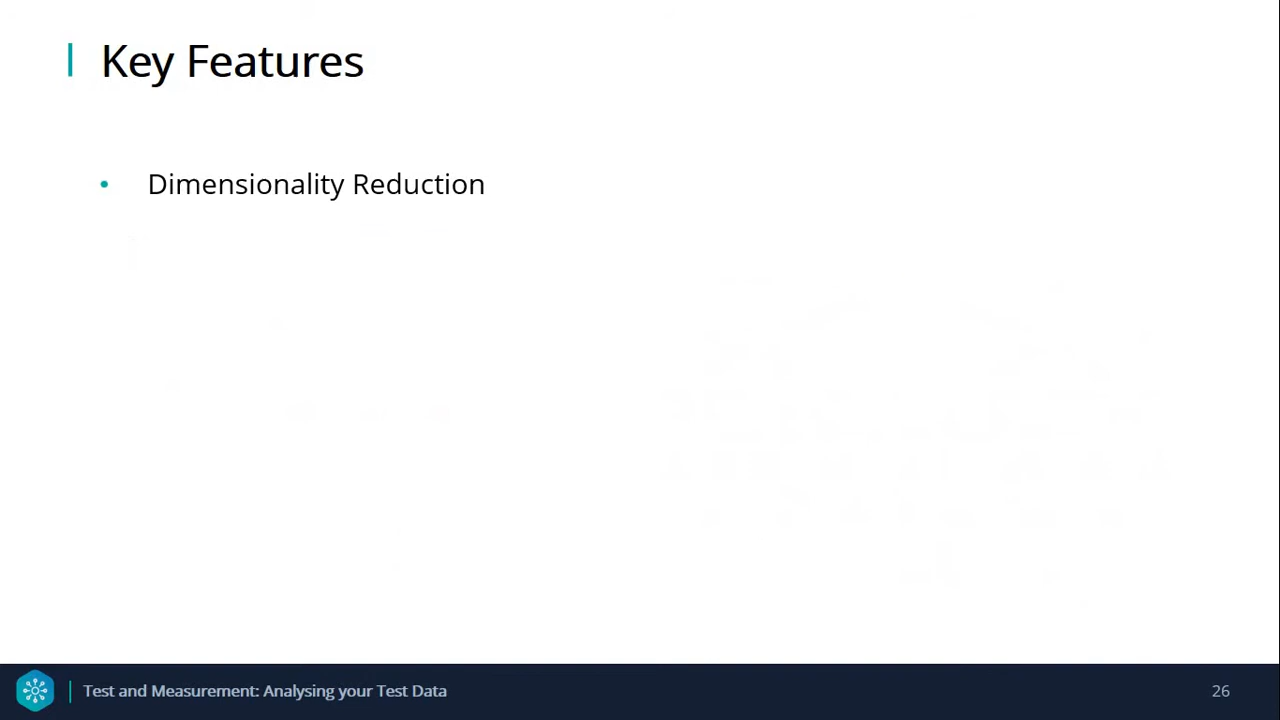 Key Features
• Dimensionality Reduction
Test and Measurement: Analysing your Test Data
26